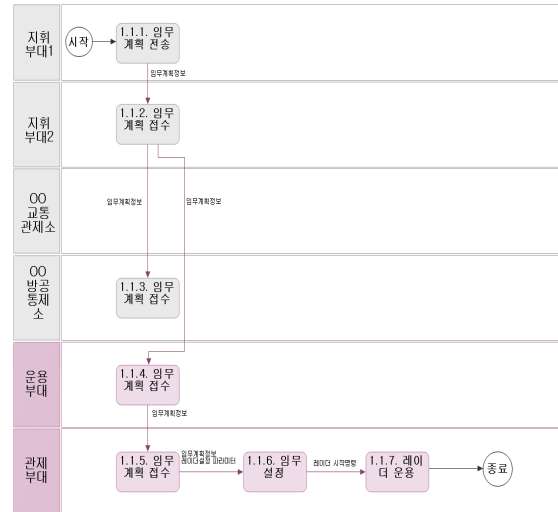 지휘
부대1
시작
1.1.1. 임무
계획 전송
임무계획정보
지휘
부대2
1.1.2. 임무
계획 접수
OO
교통
관제소
임무계획정보
임무계획정보
OO
방공
통제
소
1.1.3. 임무
계획 접수
운용
부대
1.1.4. 임무
계획 접수
임무계획정보
관제
부대
1.1.5. 임무
계획 접수
임무계획정보
레이더설정 파라미터
1.1.6. 임무
설정
레이더 시작명령
1.1.7. 레이
더 운용
종료